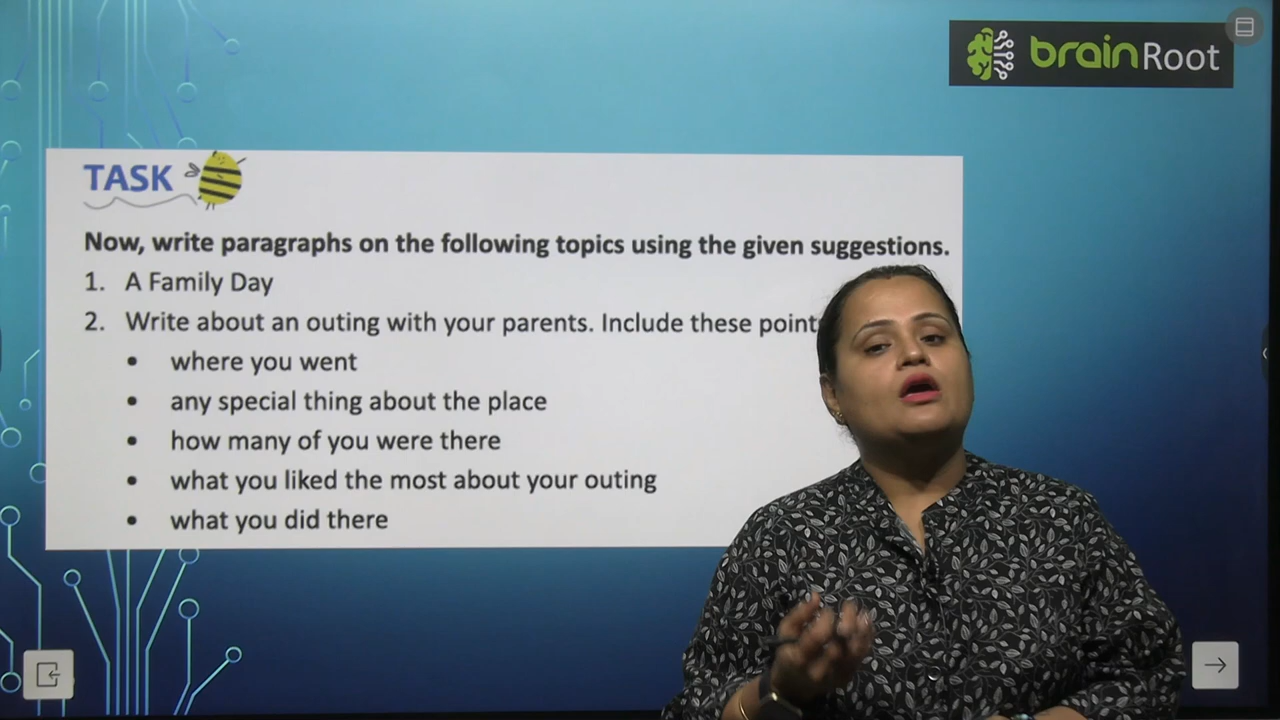 brainRoot
TASK
Now, write paragraphs on the following topics using the given suggestions.
1. A Family Day
2. Write about an outing with your parents. Include these point
• where you went
• any special thing about the place
• how many of you were there
• what you liked the most about your outing
• what you did there